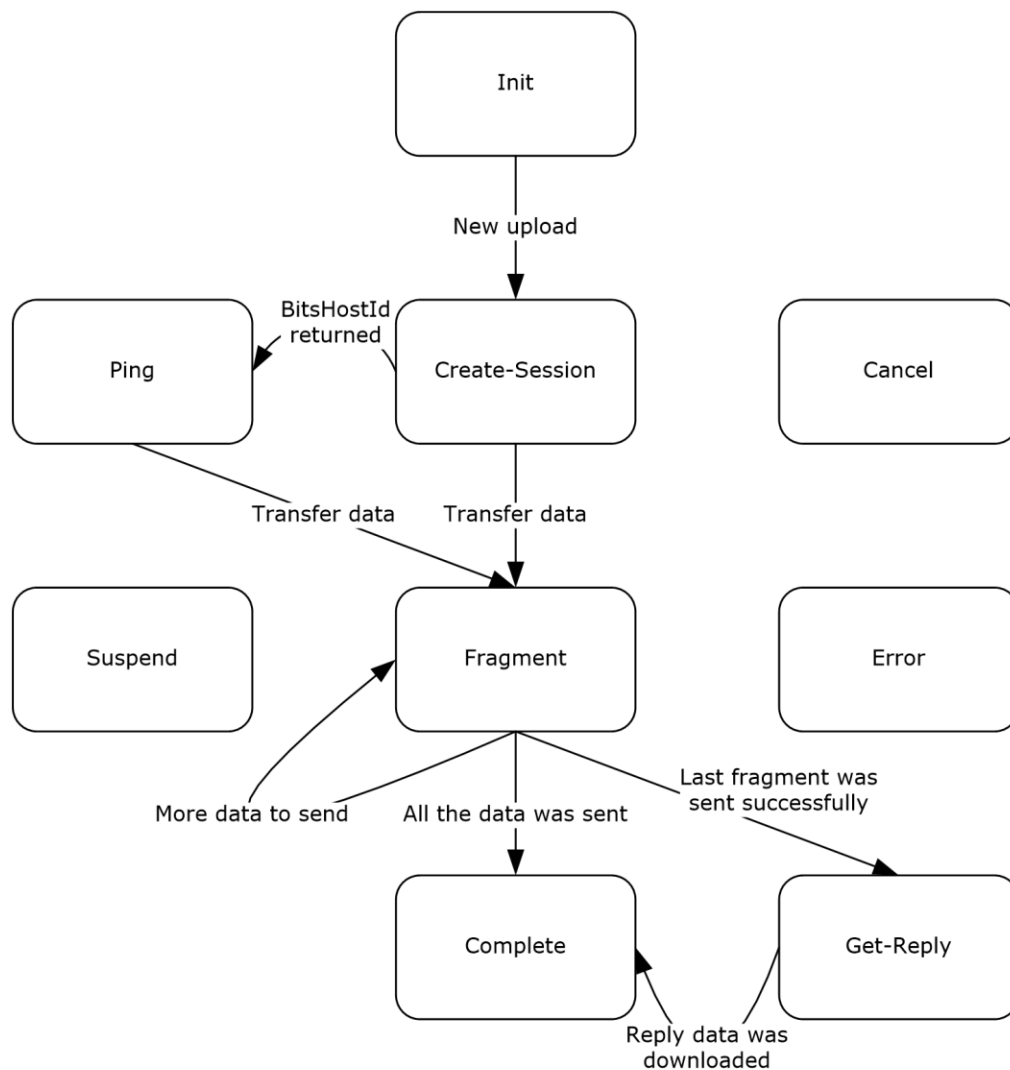 Init
New upload
BitsHostId
returned
Ping
Create-Session
Cancel
Transfer data
Transfer data
Suspend
Fragment
Error
More data to send
All the data was sent
Last fragment was
sent successfully
Complete
Get-Reply
Reply data was
downloaded